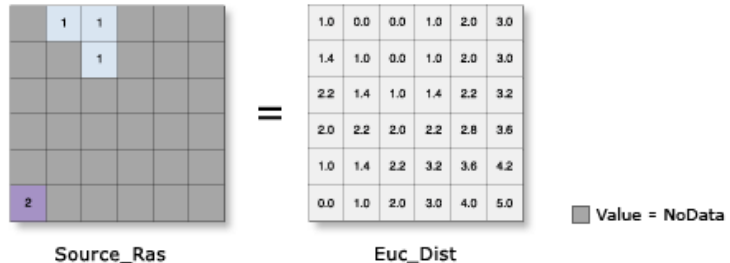 1 1
1
2
Source_Ras
=
1.0 0.0 0.0 1.0 2.0 3.0
1.4 1.0 0.0 1.0 2.0 3.0
2.2 1.4 1.0 1.4 2.2 3.2
2.0 2.2 2.0 2.2 2.8 3.6
1.0 1.4 2.2 3.2 3.6 4.2
0.0 1.0 2.0 3.0 4.0 5.0
Euc_Dist
Value = NoData